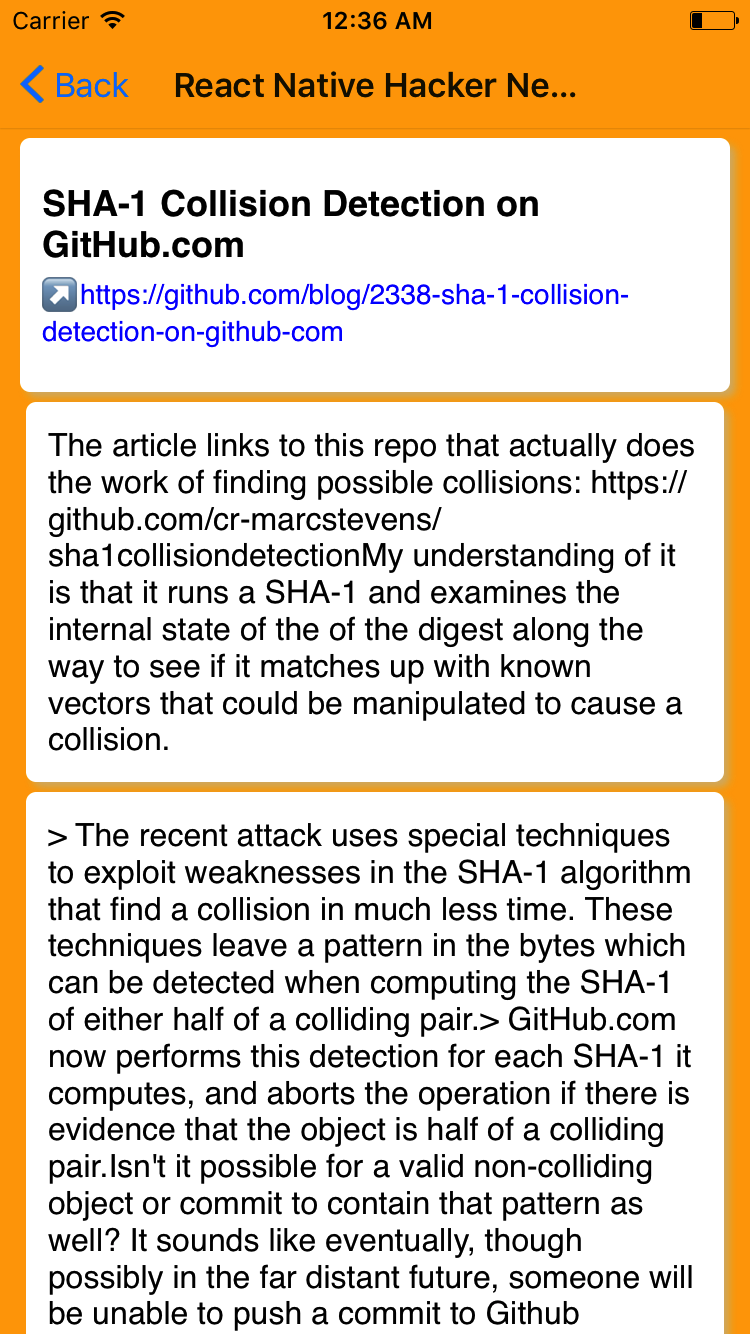 Carrier 12:36 AM
Back React Native Hacker Ne...
SHA-1 Collision Detection on
GitHub.com
https://github.com/blog/2338-sha-1-collision-
detection-on-github-com
The article links to this repo that actually does
the work of finding possible collisions: https://
github.com/cr-marcstevens/
sha1collisiondetectionMy understanding of it
is that it runs a SHA-1 and examines the
internal state of the of the digest along the
way to see if it matches up with known
vectors that could be manipulated to cause a
collision.
> The recent attack uses special techniques
to exploit weaknesses in the SHA-1 algorithm
that find a collision in much less time. These
techniques leave a pattern in the bytes which
can be detected when computing the SHA-1
of either half of a colliding pair.> GitHub.com
now performs this detection for each SHA-1 it
computes, and aborts the operation if there is
evidence that the object is half of a colliding
pair.Isn't it possible for a valid non-colliding
object or commit to contain that pattern as
well? It sounds like eventually, though
possibly in the far distant future, someone will
be unable to push a commit to Github